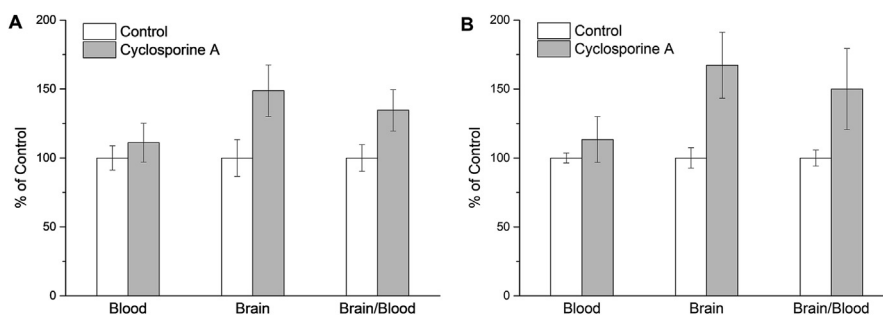 A
% of Control
200
150
100
50
0
Control
Cyclosporine A
Blood Brain Brain/Blood
B
% of Control
200
150
100
50
0
Control
Cyclosporine A
Blood Brain Brain/Blood